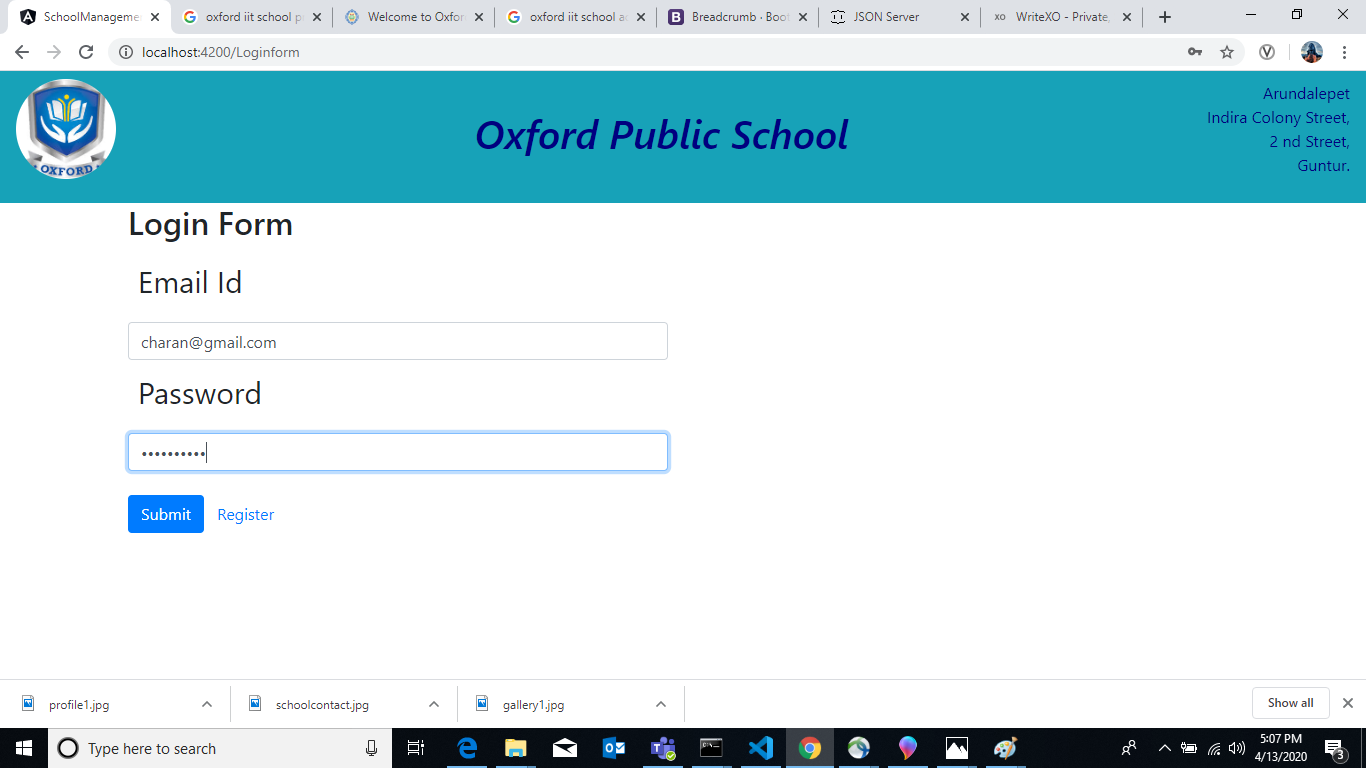 SchoolManageme
oxford iit school p
Welcome to Oxfor
oxford iit school a
Breadcrumb · Boot
JSON Server
XO
WriteXO - Private,
localhost:4200/Loginform
OXFORD
Oxford Public School
Arundalepet
Indira Colony Street,
2 nd Street,
Guntur.
Login Form
Email Id
charan@gmail.com
Password
••••••••••
Submit
Register
profile1.jpg
schoolcontact.jpg
gallery1.jpg
Show all
Type here to search
5:07 PM
4/13/2020
3